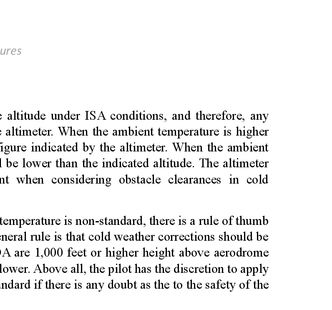 ures
altitude under ISA conditions, and therefore, any
altimeter. When the ambient temperature is higher
igure indicated by the altimeter. When the ambient
be lower than the indicated altitude. The altimeter
nt when considering obstacle clearances in cold
temperature is non-standard, there is a rule of thumb
neral rule is that cold weather corrections should be
DA are 1,000 feet or higher height above aerodrome
lower. Above all, the pilot has the discretion to apply
ndard if there is any doubt as the to the safety of the